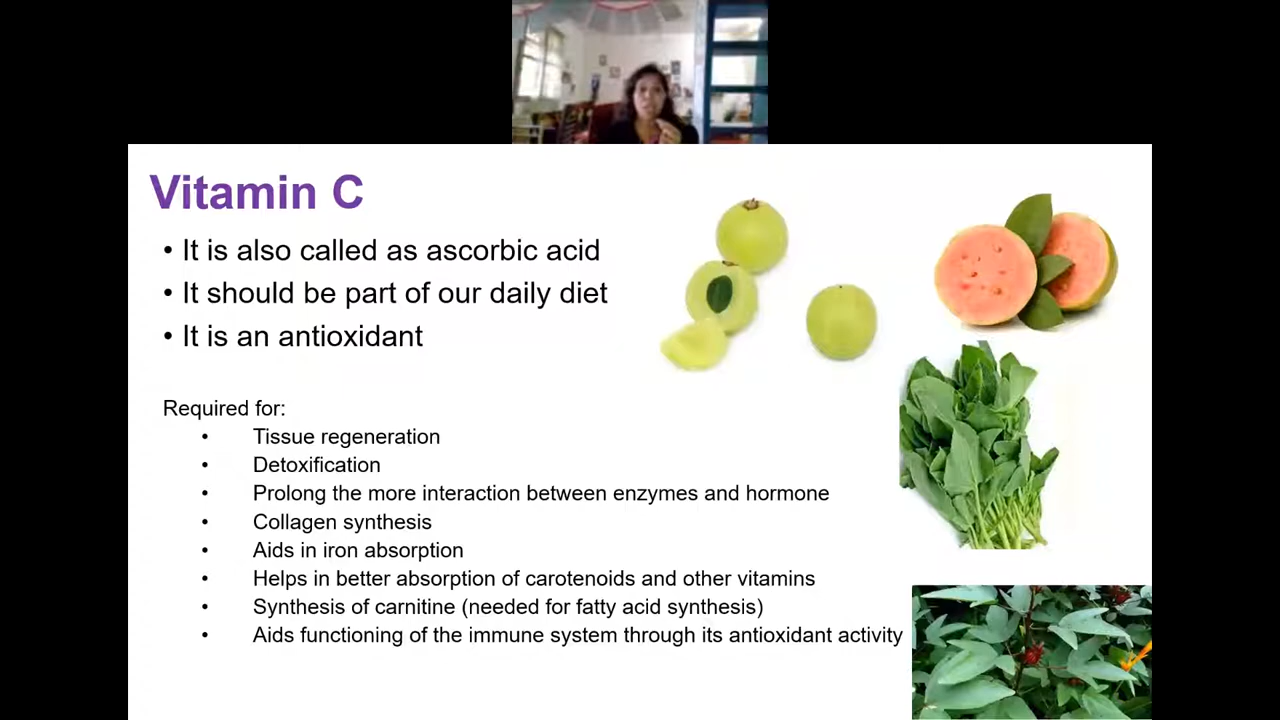 Vitamin C
• It is also called as ascorbic acid
• It should be part of our daily diet
• It is an antioxidant
Required for:
• Tissue regeneration
• Detoxification
• Prolong the more interaction between enzymes and hormone
• Collagen synthesis
• Aids in iron absorption
• Helps in better absorption of carotenoids and other vitamins
• Synthesis of carnitine (needed for fatty acid synthesis)
• Aids functioning of the immune system through its antioxidant activity